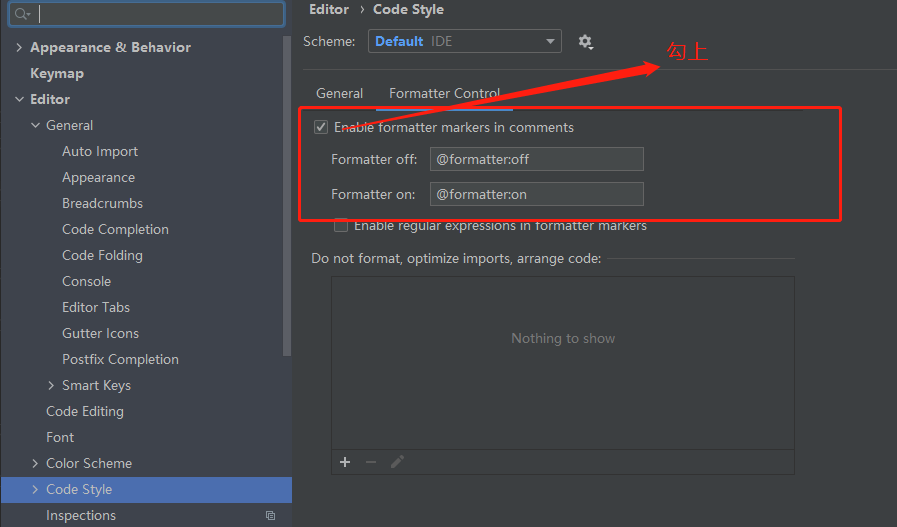 Appearance & Behavior
Keymap
Editor
General
Auto Import
Appearance
Breadcrumbs
Code Completion
Code Folding
Console
Editor Tabs
Gutter Icons
Postfix Completion
Smart Keys
Code Editing
Font
Color Scheme
Code Style
Inspections
Editor › Code Style
Scheme: Default IDE
勾上
General Formatter Control
Enable formatter markers in comments
Formatter off: @formatter:off
Formatter on: @formatter:on
Enable regular expressions in formatter markers
Do not format, optimize imports, arrange code:
Nothing to show